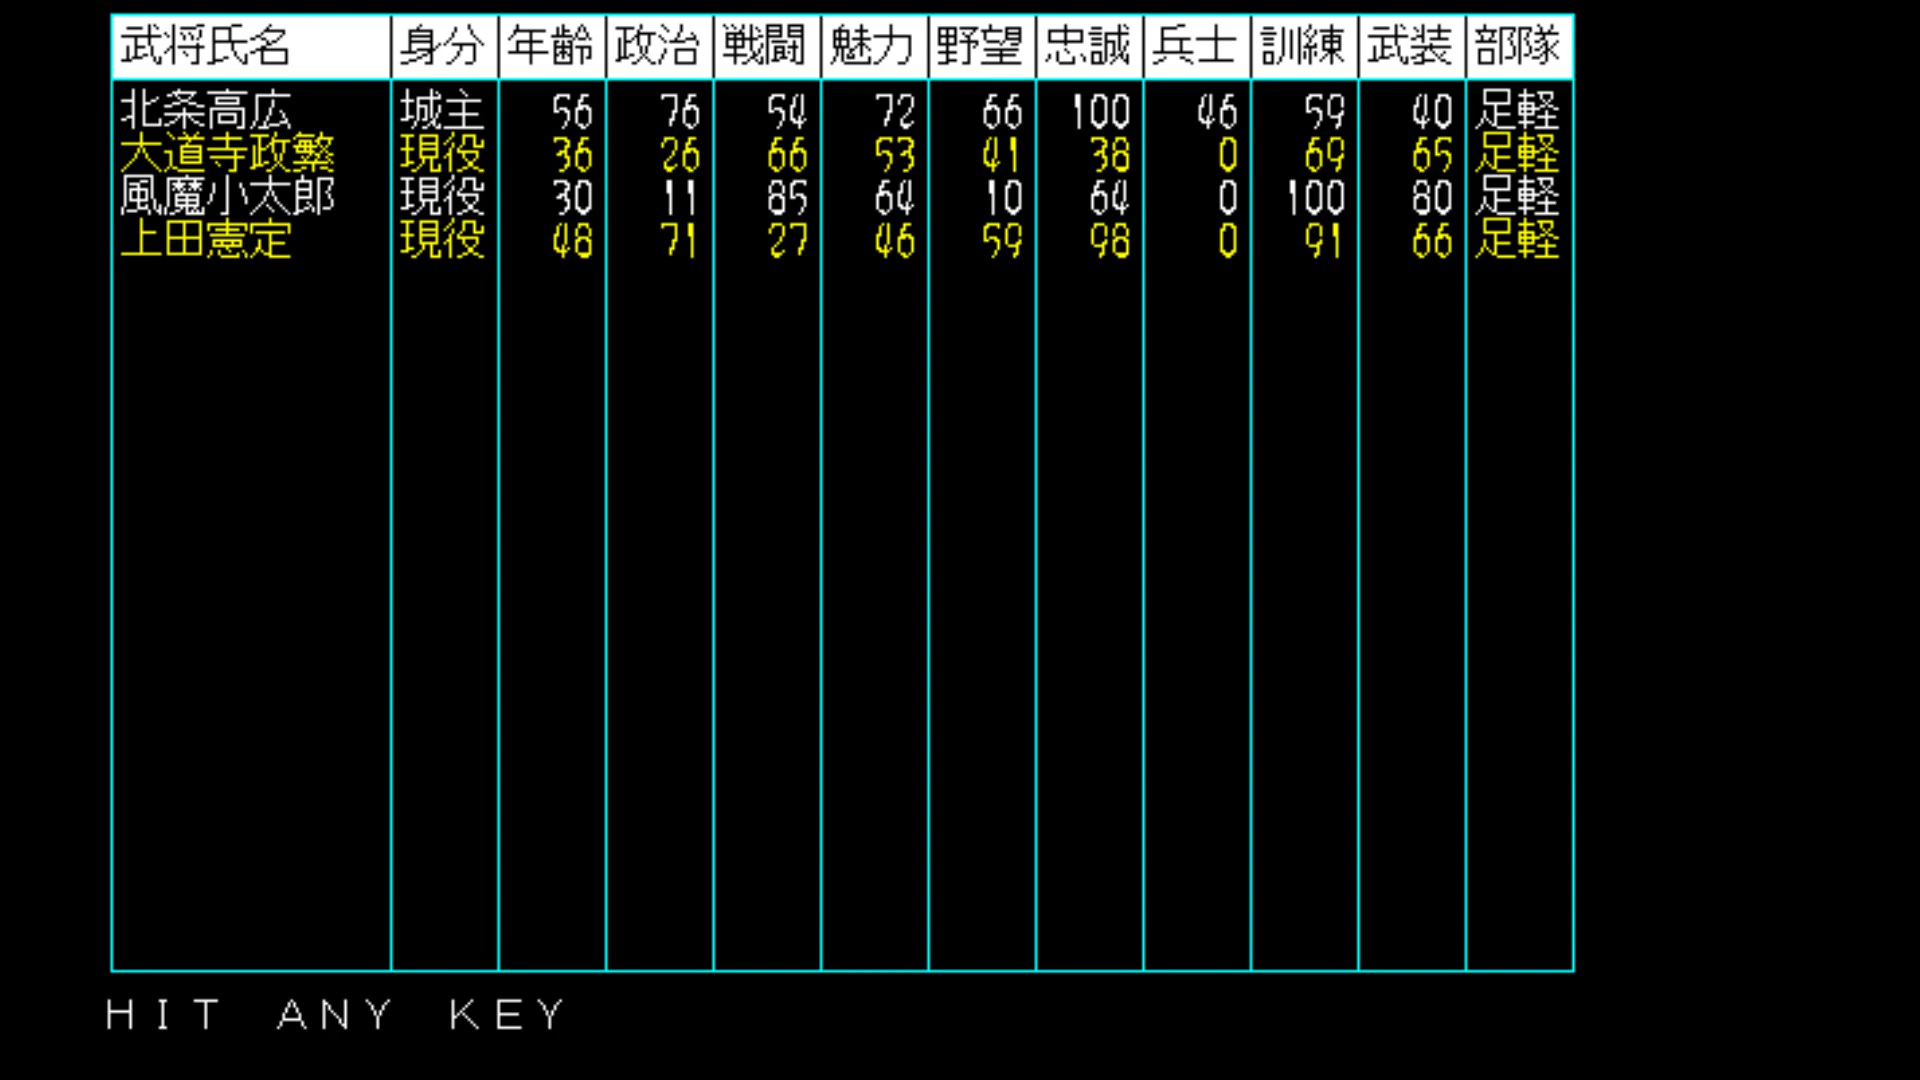 武将氏名 身分 年齢 政治 戦闘 魅力 野望 忠誠 兵士 訓練 武装 部隊
北条高広 城主 56 76 54 72 66 100 46 59 40 足軽
大道寺政繁 現役 36 26 66 53 41 38 0 69 65 足軽
風魔小太郎 現役 30 11 85 64 10 64 0 100 80 足軽
上田憲定 現役 48 71 27 46 59 98 0 91 66 足軽
HIT ANY KEY